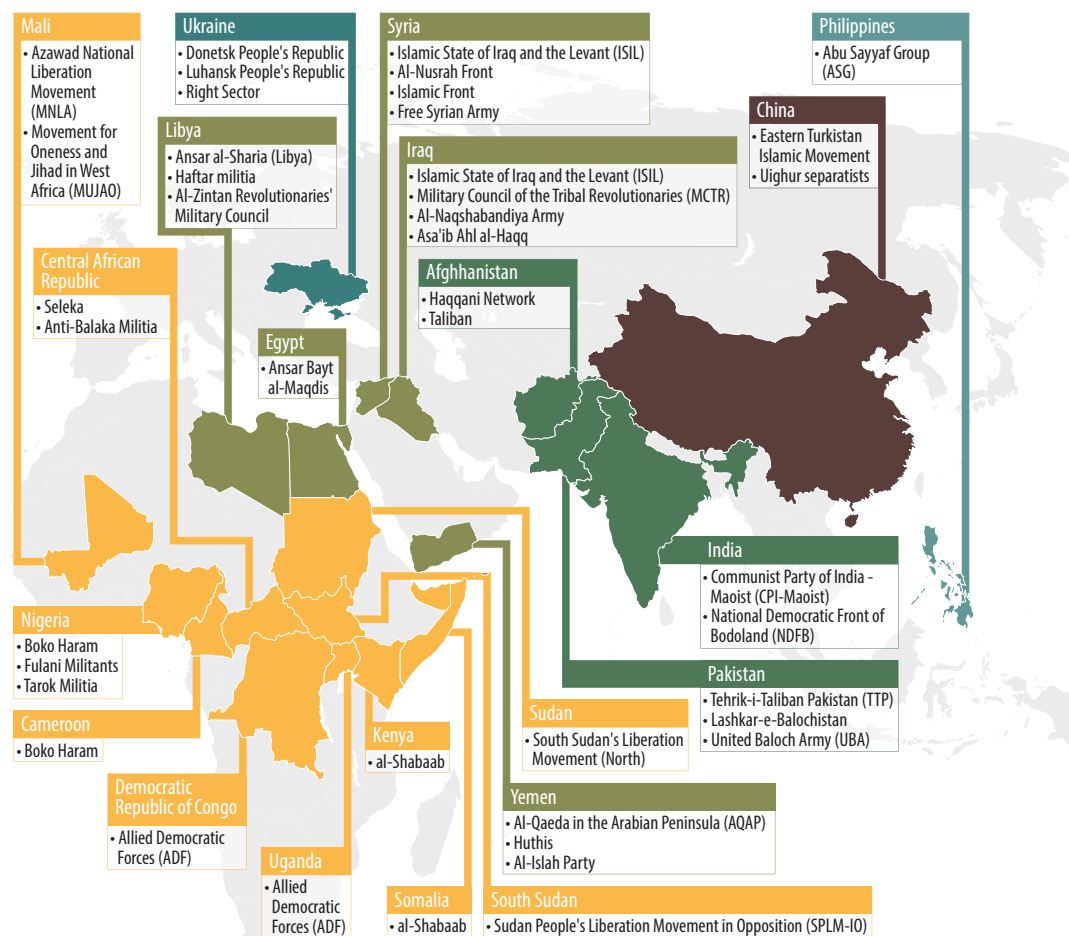 Mali
• Azawad National
Liberation
Movement
(MNLA)
• Movement for
Oneness and
Jihad in West
Africa (MUJAO)
Ukraine
• Donetsk People's Republic
• Luhansk People's Republic
• Right Sector
Syria
• Islamic State of Iraq and the Levant (ISIL)
• Al-Nusrah Front
• Islamic Front
• Free Syrian Army
Philippines
• Abu Sayyaf Group
(ASG)
China
• Eastern Turkistan
Islamic Movement
• Uighur separatists
Libya
• Ansar al-Sharia (Libya)
• Haftar militia
• Al-Zintan Revolutionaries'
Military Council
Iraq
• Islamic State of Iraq and the Levant (ISIL)
• Military Council of the Tribal Revolutionaries (MCTR)
• Al-Naqshabandiya Army
• Asa'ib Ahl al-Haqq
Central African
Republic
• Seleka
• Anti-Balaka Militia
Afghhanistan
• Haqqani Network
• Taliban
Egypt
• Ansar Bayt
al-Maqdis
India
• Communist Party of India -
Maoist (CPI-Maoist)
• National Democratic Front of
Bodoland (NDFB)
Nigeria
• Boko Haram
• Fulani Militants
• Tarok Militia
Pakistan
• Tehrik-i-Taliban Pakistan (TTP)
• Lashkar-e-Balochistan
• United Baloch Army (UBA)
Cameroon
• Boko Haram
Kenya
• al-Shabaab
Sudan
• South Sudan's Liberation
Movement (North)
Democratic
Republic of Congo
• Allied Democratic
Forces (ADF)
Yemen
• Al-Qaeda in the Arabian Peninsula (AQAP)
• Huthis
• Al-Islah Party
Uganda
• Allied
Democratic
Forces (ADF)
Somalia
• al-Shabaab
South Sudan
• Sudan People's Liberation Movement in Opposition (SPLM-IO)